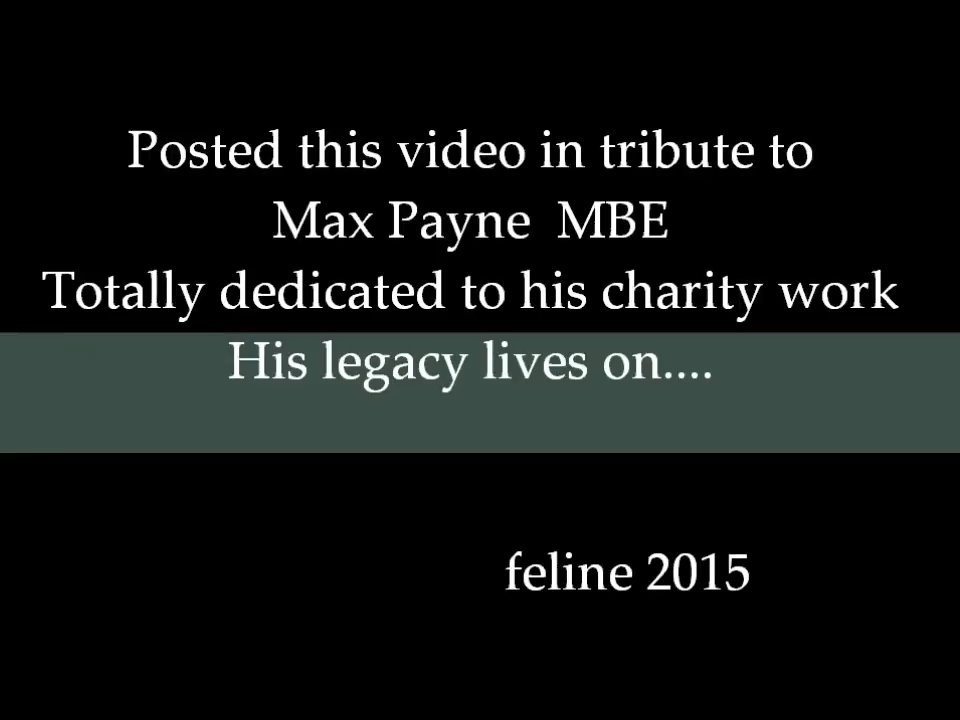 Posted this video in tribute to
Max Payne MBE
Totally dedicated to his charity work
His legacy lives on....
feline 2015